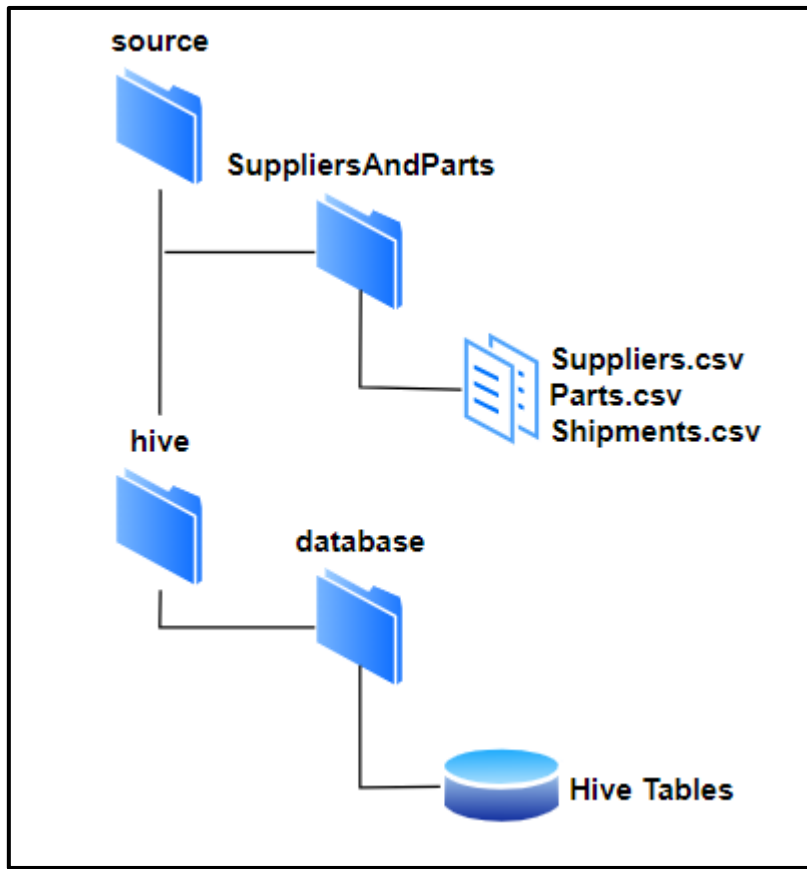 source
SuppliersAndParts
Suppliers.csv
Parts.csv
Shipments.csv
hive
database
Hive Tables